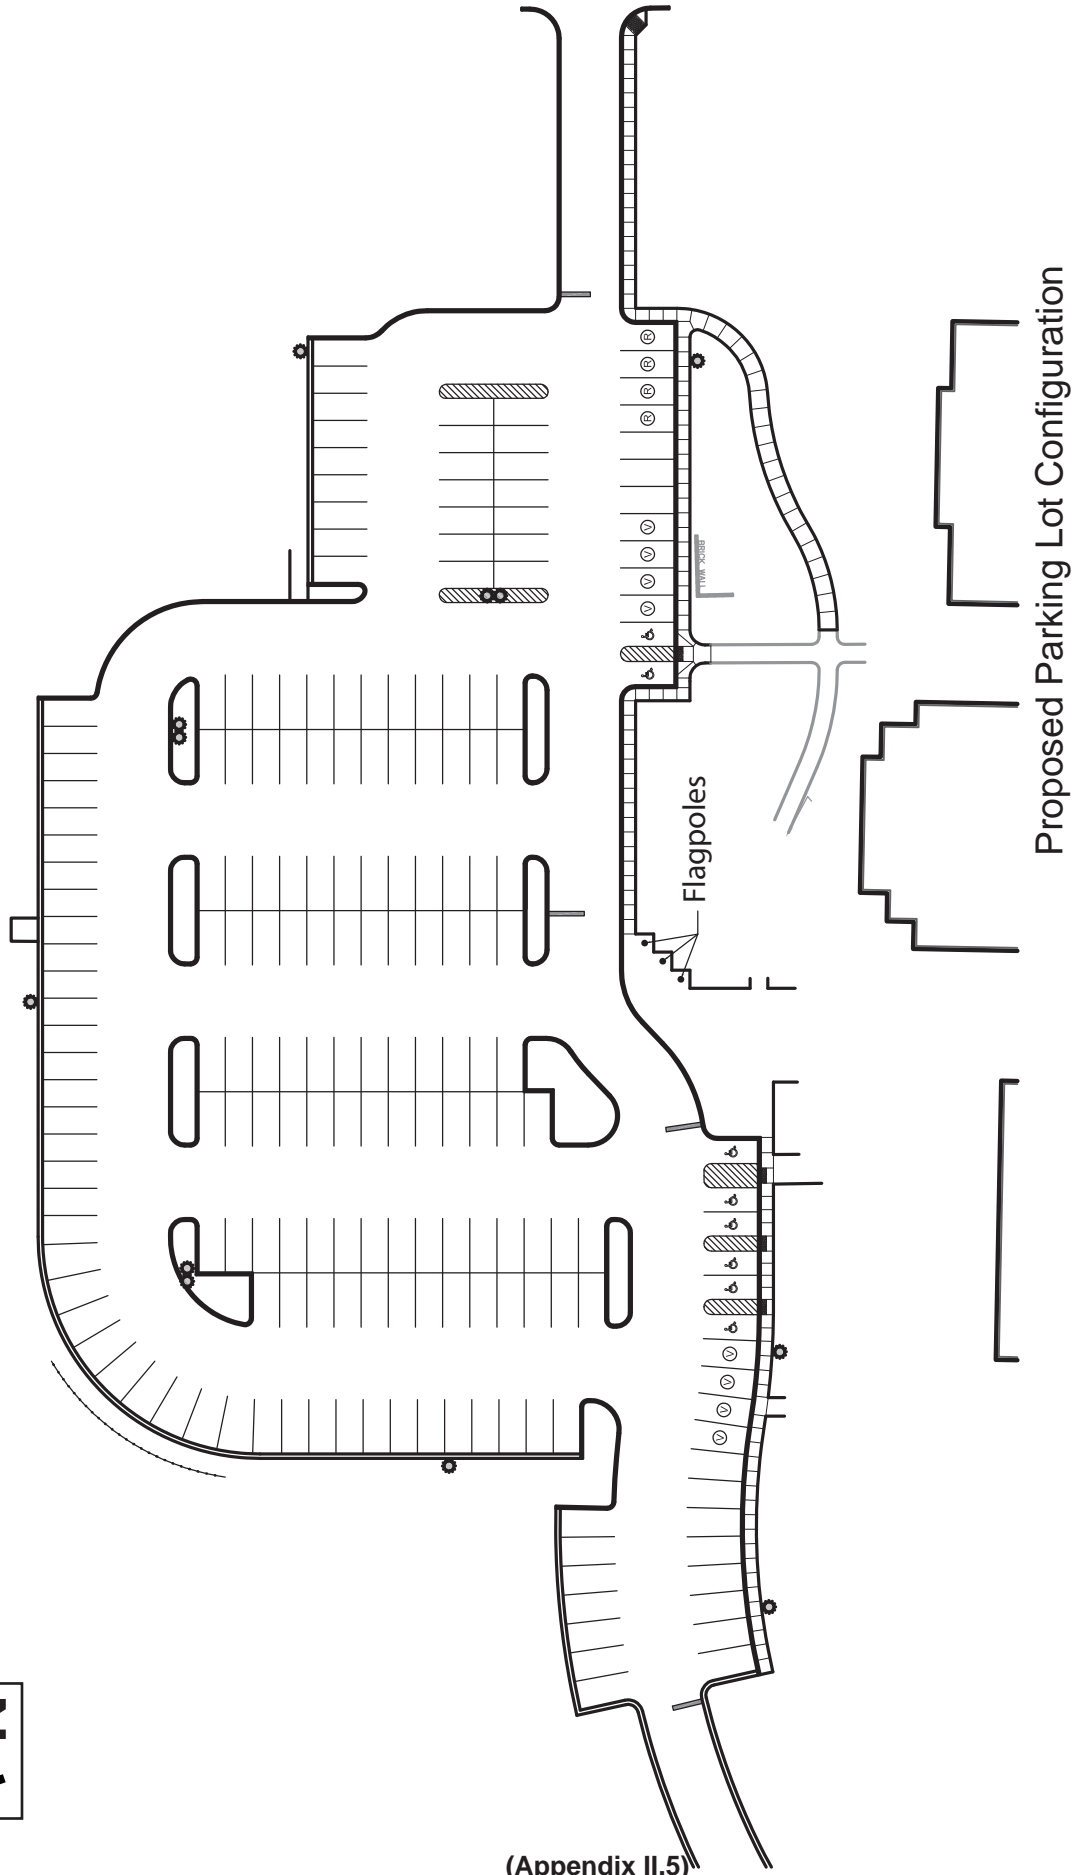 R
R
R
R
V
V
V
V
BRICK WALL
Flagpoles
Proposed Parking Lot Configuration
V
V
V
V
N
(Appendix II.5)